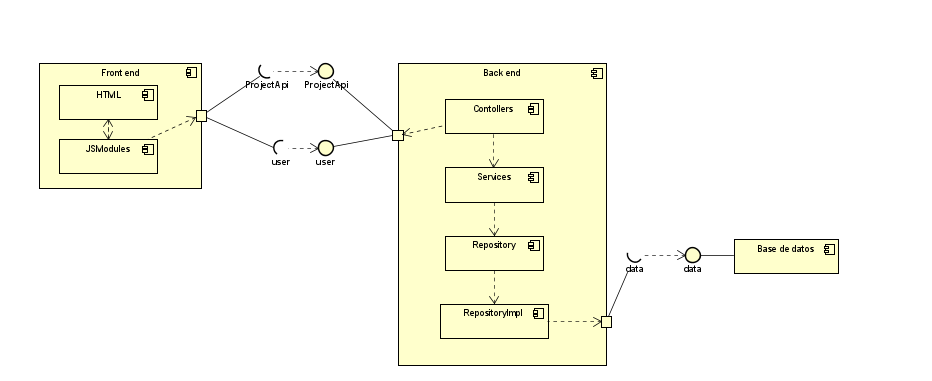 Front end
HTML
JSModules
ProjectApi
ProjectApi
user
user
Back end
Contollers
Services
Repository
RepositoryImpl
data
data
Base de datos